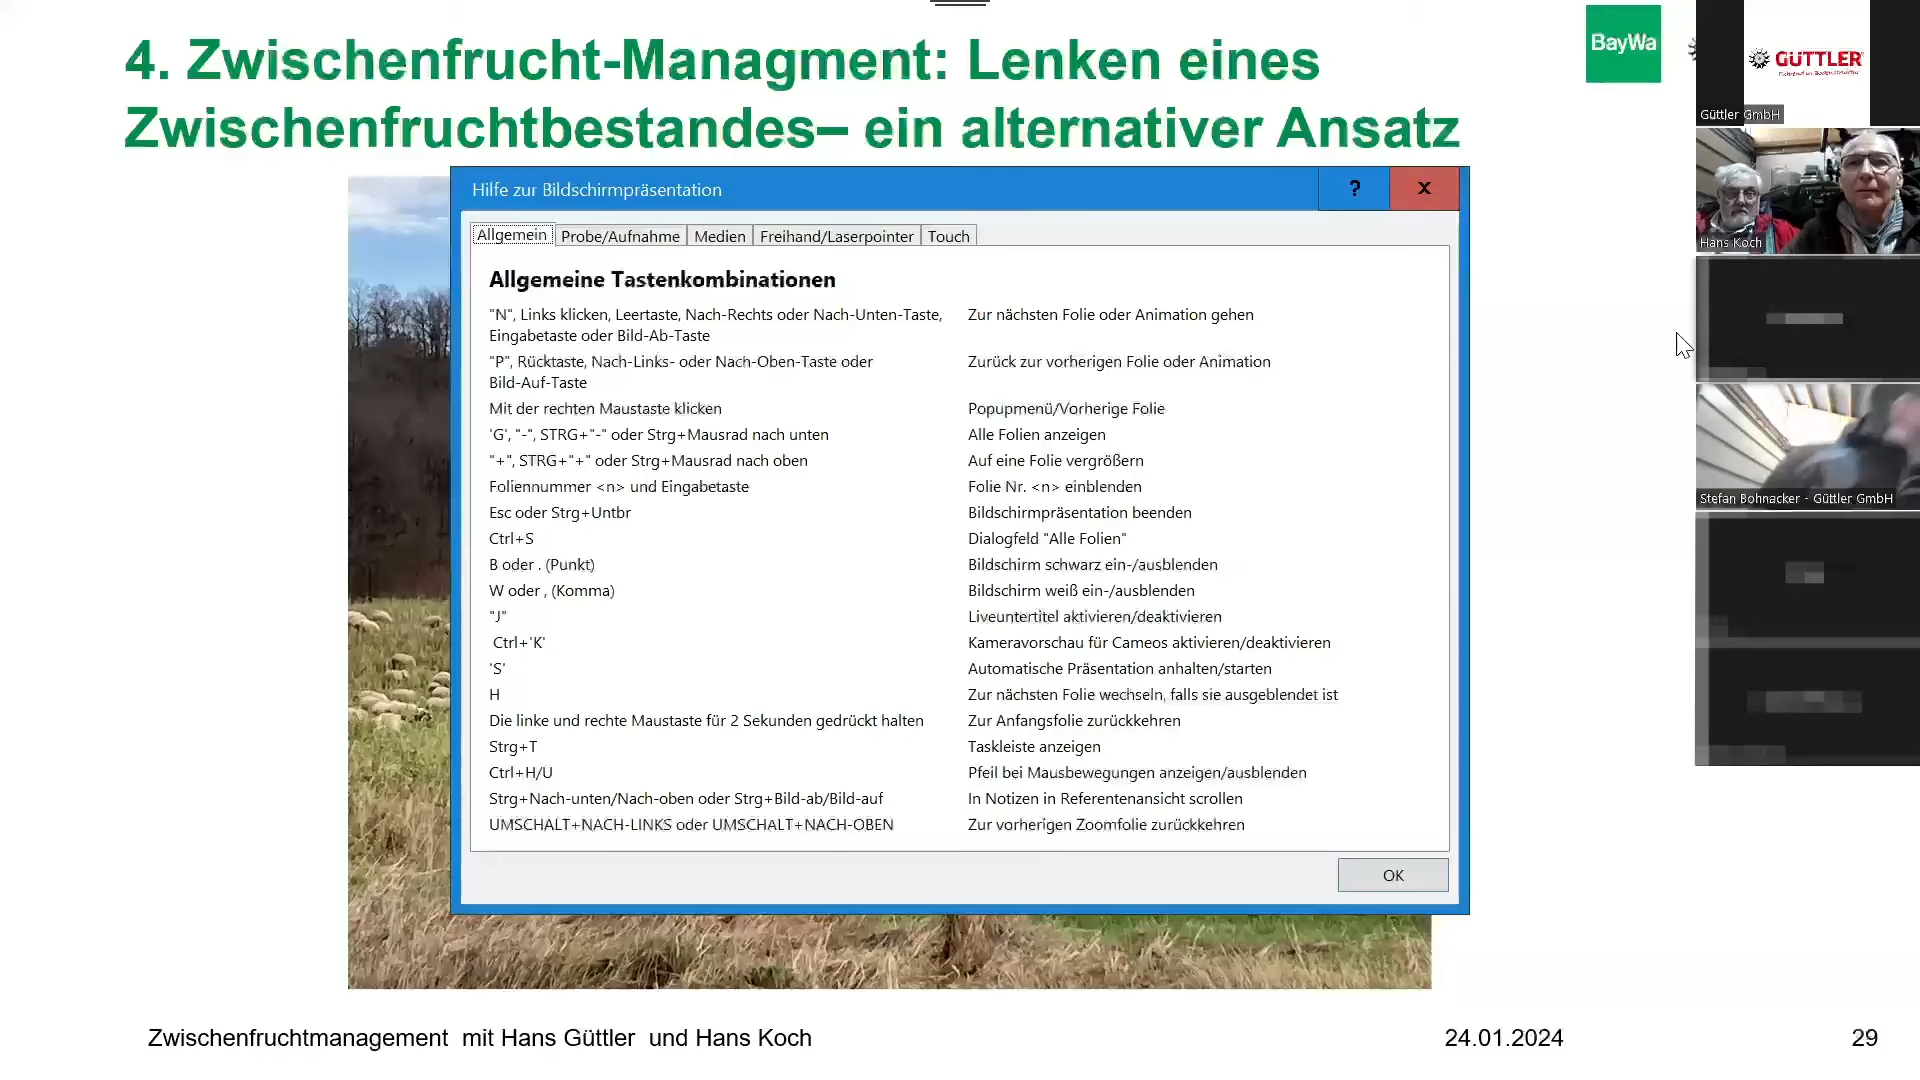 4. Zwischenfrucht-Managment: Lenken eines
Zwischenfruchtbestandes– ein alternativer Ansatz
BayWa
GÜTTLER
Führend in Bodenstruktur
Güttler GmbH
Hans Koch
Stefan Bohnacker - Güttler GmbH
Hilfe zur Bildschirmpräsentation
?
X
Allgemein Probe/Aufnahme Medien Freihand/Laserpointer Touch
Allgemeine Tastenkombinationen
"N", Links klicken, Leertaste, Nach-Rechts oder Nach-Unten-Taste, Zur nächsten Folie oder Animation gehen
Eingabetaste oder Bild-Ab-Taste
"P", Rücktaste, Nach-Links- oder Nach-Oben-Taste oder Zurück zur vorherigen Folie oder Animation
Bild-Auf-Taste
Mit der rechten Maustaste klicken Popupmenü/Vorherige Folie
'G', "-", STRG+"-" oder Strg+Mausrad nach unten Alle Folien anzeigen
"+", STRG+"+" oder Strg+Mausrad nach oben Auf eine Folie vergrößern
Foliennummer <n> und Eingabetaste Folie Nr. <n> einblenden
Esc oder Strg+Untbr Bildschirmpräsentation beenden
Ctrl+S Dialogfeld "Alle Folien"
B oder . (Punkt) Bildschirm schwarz ein-/ausblenden
W oder , (Komma) Bildschirm weiß ein-/ausblenden
"J" Liveuntertitel aktivieren/deaktivieren
Ctrl+'K' Kameravorschau für Cameos aktivieren/deaktivieren
'S' Automatische Präsentation anhalten/starten
H Zur nächsten Folie wechseln, falls sie ausgeblendet ist
Die linke und rechte Maustaste für 2 Sekunden gedrückt halten Zur Anfangsfolie zurückkehren
Strg+T Taskleiste anzeigen
Ctrl+H/U Pfeil bei Mausbewegungen anzeigen/ausblenden
Strg+Nach-unten/Nach-oben oder Strg+Bild-ab/Bild-auf In Notizen in Referentenansicht scrollen
UMSCHALT+NACH-LINKS oder UMSCHALT+NACH-OBEN Zur vorherigen Zoomfolie zurückkehren
OK
Zwischenfruchtmanagement mit Hans Güttler und Hans Koch
24.01.2024
29